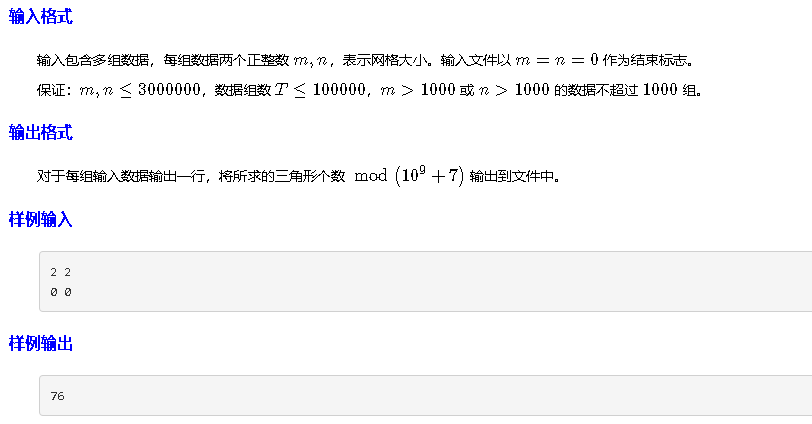 输入格式
输入包含多组数据，每组数据两个正整数 m, n，表示网格大小。输入文件以 m = n = 0 作为结束标志。
保证：m, n ≤ 3000000，数据组数 T ≤ 100000，m > 1000 或 n > 1000 的数据不超过 1000 组。
输出格式
对于每组输入数据输出一行，将所求的三角形个数 mod (10^9 + 7) 输出到文件中。
样例输入
2 2
0 0
样例输出
76